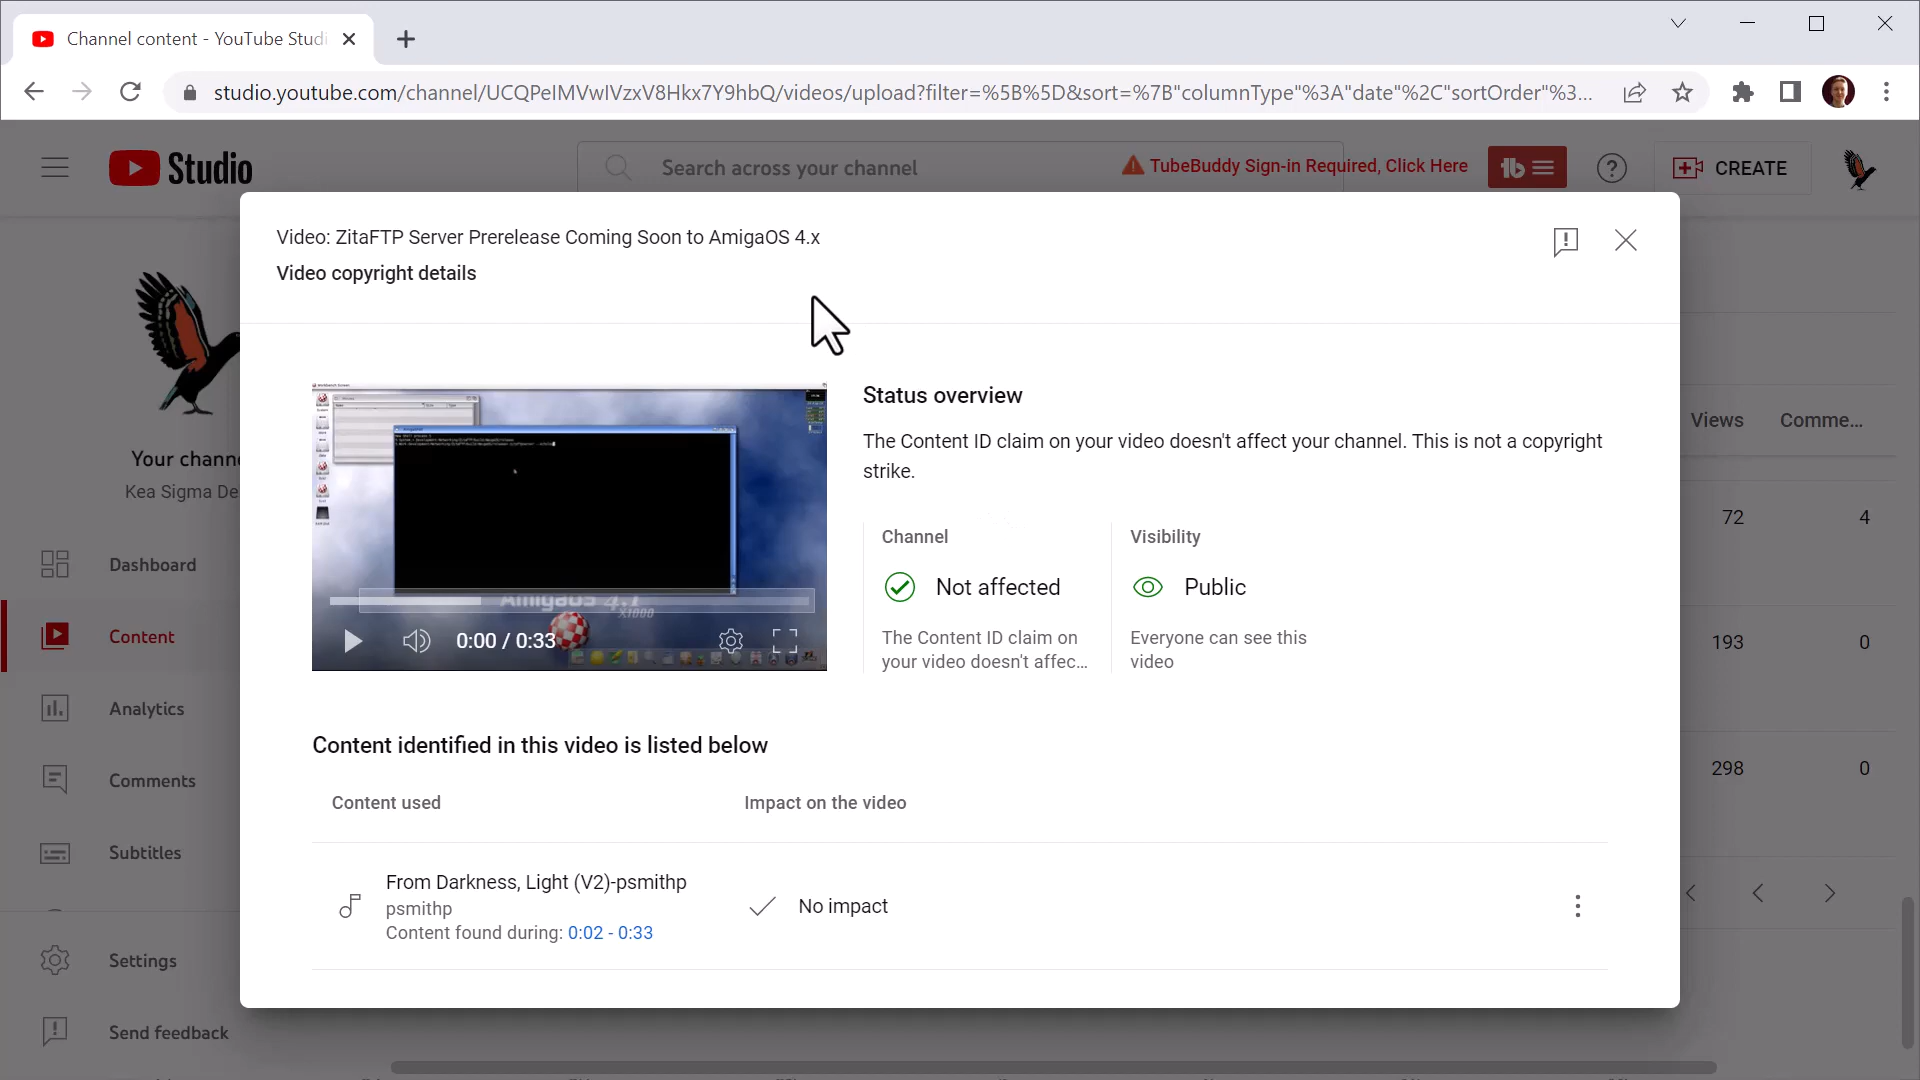 Channel content - YouTube Studi
studio.youtube.com/channel/UCQPeIMVwIVzxV8Hkx7Y9hbQ/videos/upload?filter=%5B%5D&sort=%7B"columnType"%3A"date"%2C"sortOrder"%3...
Studio
Search across your channel
TubeBuddy Sign-in Required, Click Here
CREATE
Video: ZitaFTP Server Prerelease Coming Soon to AmigaOS 4.x
Video copyright details
Status overview
The Content ID claim on your video doesn't affect your channel. This is not a copyright
strike.
Channel
Visibility
Not affected
Public
The Content ID claim on
your video doesn't affec...
Everyone can see this
video
AmigaOS 4.1
X1000
0:00 / 0:33
Content identified in this video is listed below
Content used
Impact on the video
From Darkness, Light (V2)-psmithp
psmithp
Content found during: 0:02 - 0:33
No impact
Your channe
Kea Sigma De
Dashboard
Content
Analytics
Comments
Subtitles
Settings
Send feedback
Views
Comme...
72
4
193
0
298
0